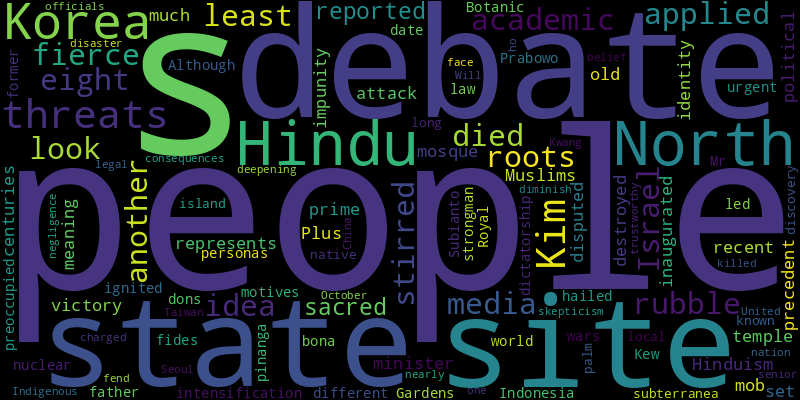 officials
Korea
much
least
reported
Botanic
academic
applied
disaster
fierce
s
debate
date
Prabowo
ho
face
Will
belief
old
identity
political
former
eight
Although
impunity
attack
law
urgent
threats
long
Hindu
died
North
look
consequences
mosque
roots
Kwang
Mr
legal
deepening
people
Muslims
diminish
centuries
preoccupied
negligence
meaning
another
island
represents
personas
prime
Plus
native
China
stirred
Subianto
strongman
Royal
dictatorship
Kim
disputed
destroyed
trustworthy
Israel
inaugurated
led
recent
killed
discovery
precedent
ignited
motives
October
victory
dons
Taiwan
idea
sacred
media
hailed
skepticism
rubble
United
known
temple
state
site
charged
fides
pinanga
bona
world
wars
local
nation
nuclear
Seoul
minister
nearly
palm
Kew
Hinduism
senior
fend
Indigenous
father
intensification
different
Gardens
one
Indonesia
subterranea
mob
set